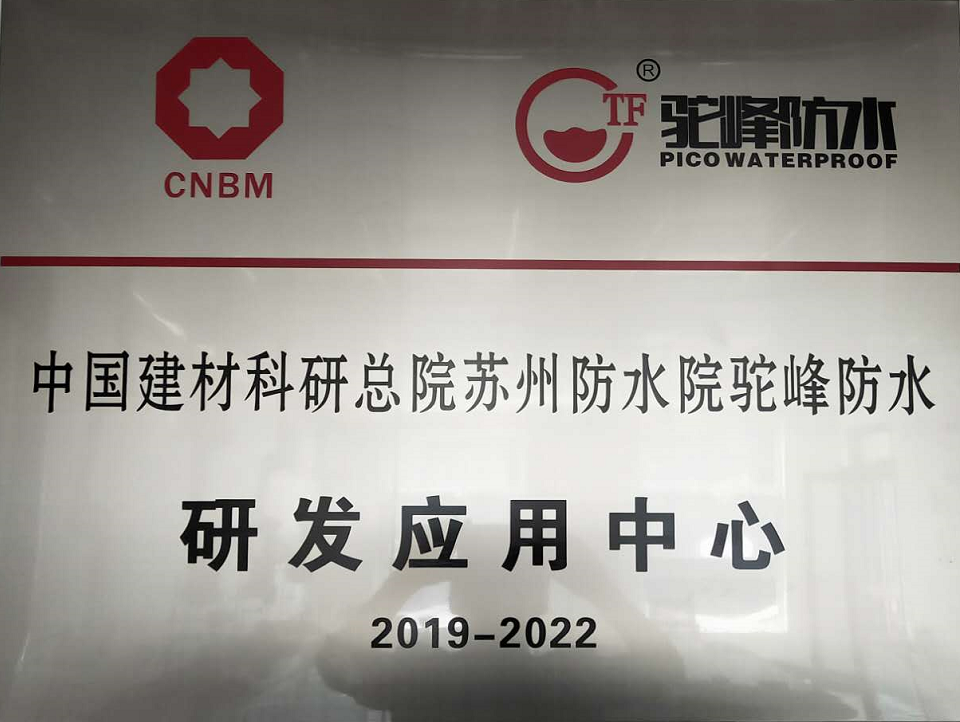 CNBM
TF ®
驼峰防水
PICO WATERPROOF
中国建材科研总院苏州防水院驼峰防水
研发应用中心
2019-2022